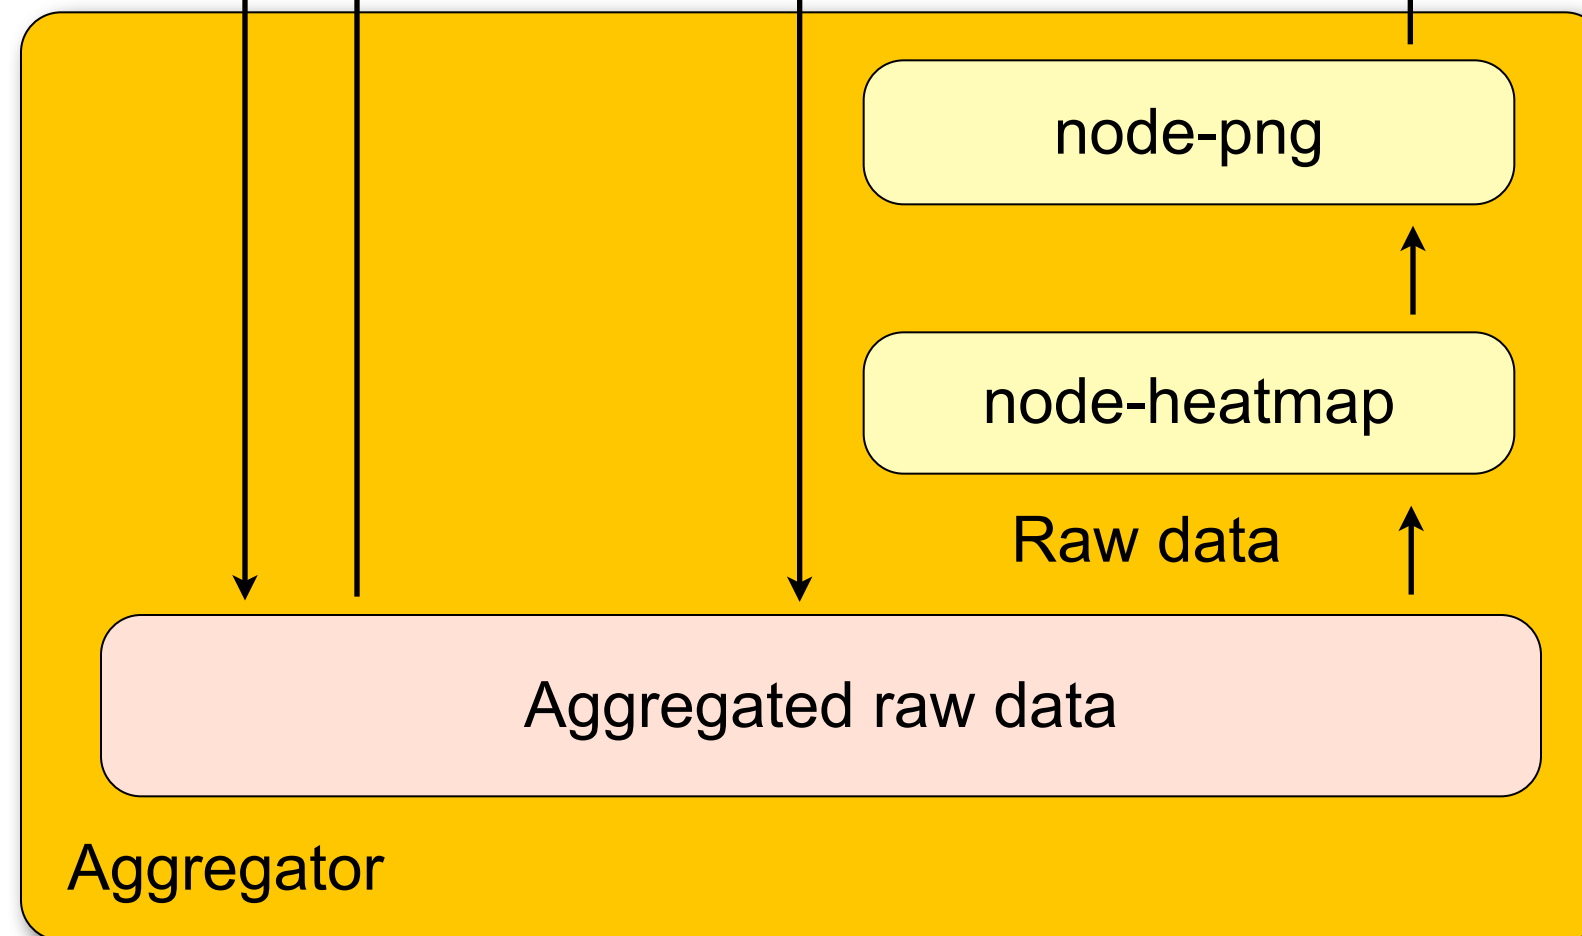 node-png
node-heatmap
Raw data
Aggregated raw data
Aggregator